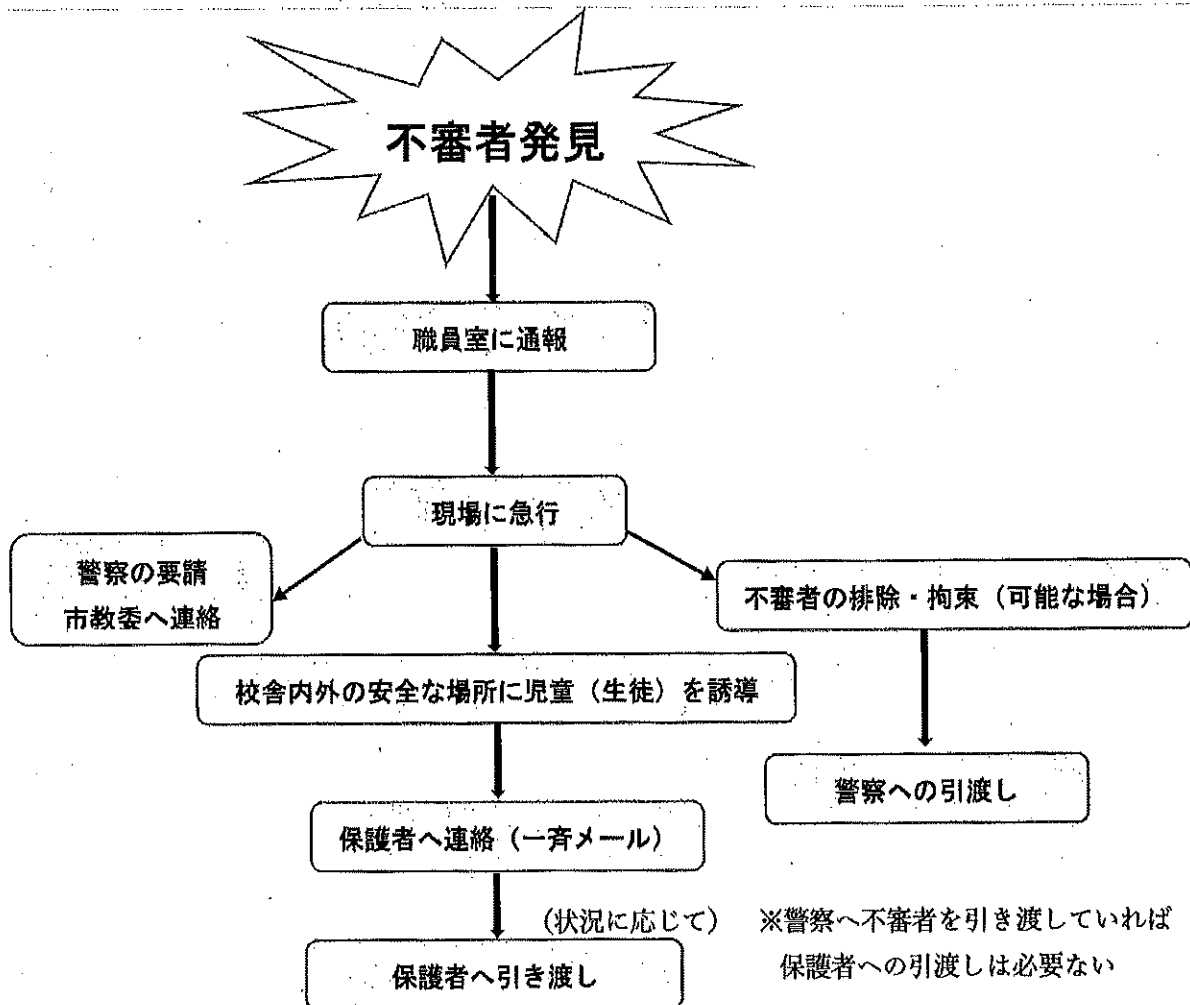 不審者発見
職員室に通報
現場に急行
警察の要請
市教委へ連絡
不審者の排除・拘束（可能な場合）
校舎内外の安全な場所に児童（生徒）を誘導
警察への引渡し
保護者へ連絡（一斉メール）
（状況に応じて）
※警察へ不審者を引き渡していれば
保護者への引渡しは必要ない
保護者へ引き渡し